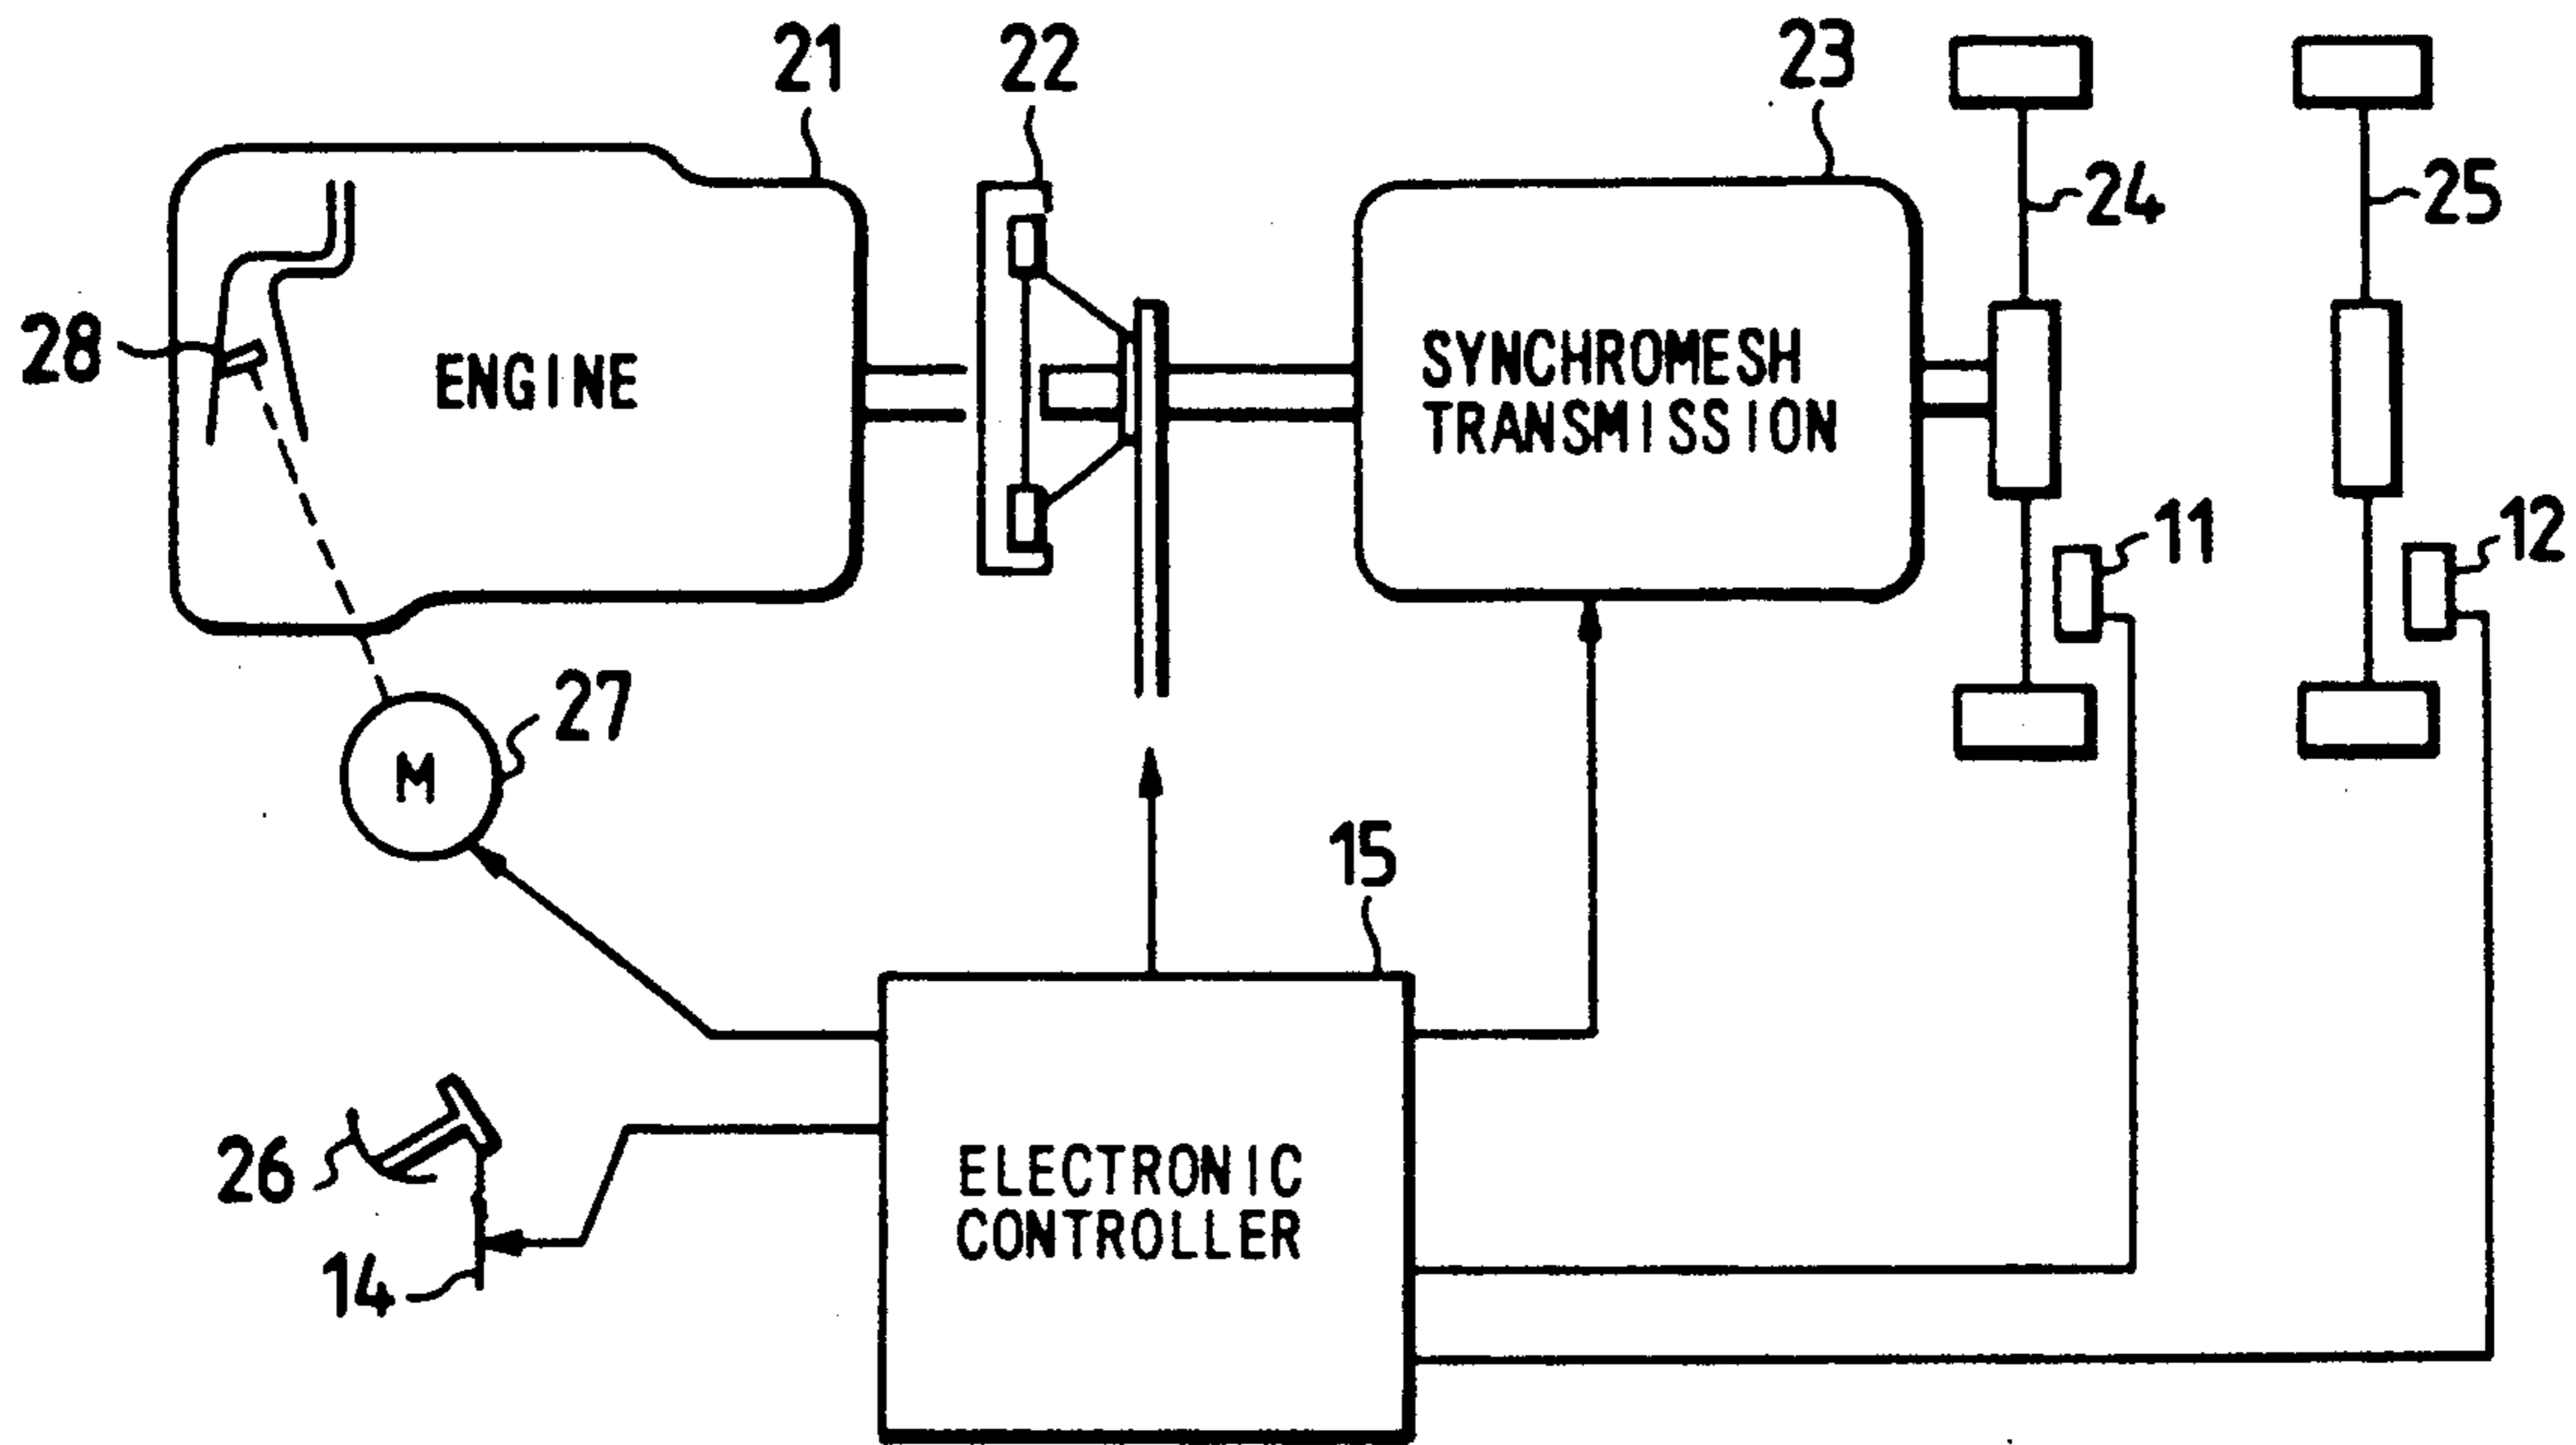 21
22
23
24
25
28
ENGINE
SYNCHROMESH
TRANSMISSION
11
12
27
M
15
26
14
ELECTRONIC
CONTROLLER